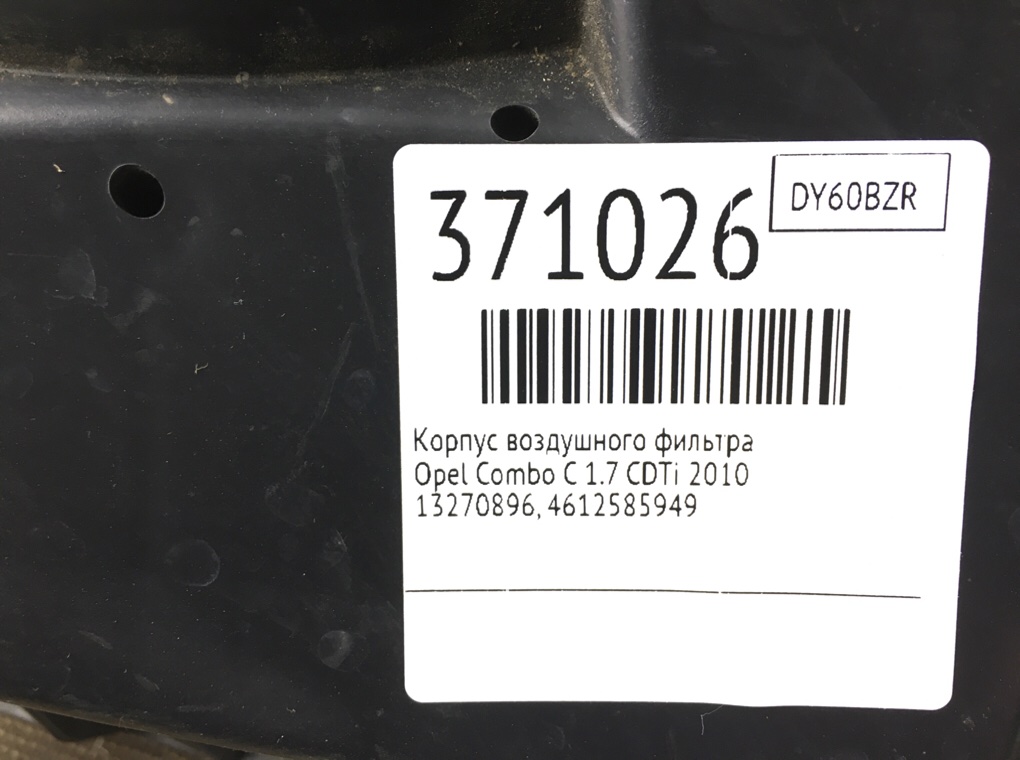 371026
DY60BZR
Корпус воздушного фильтра
Opel Combo C 1.7 CDTi 2010
13270896, 4612585949